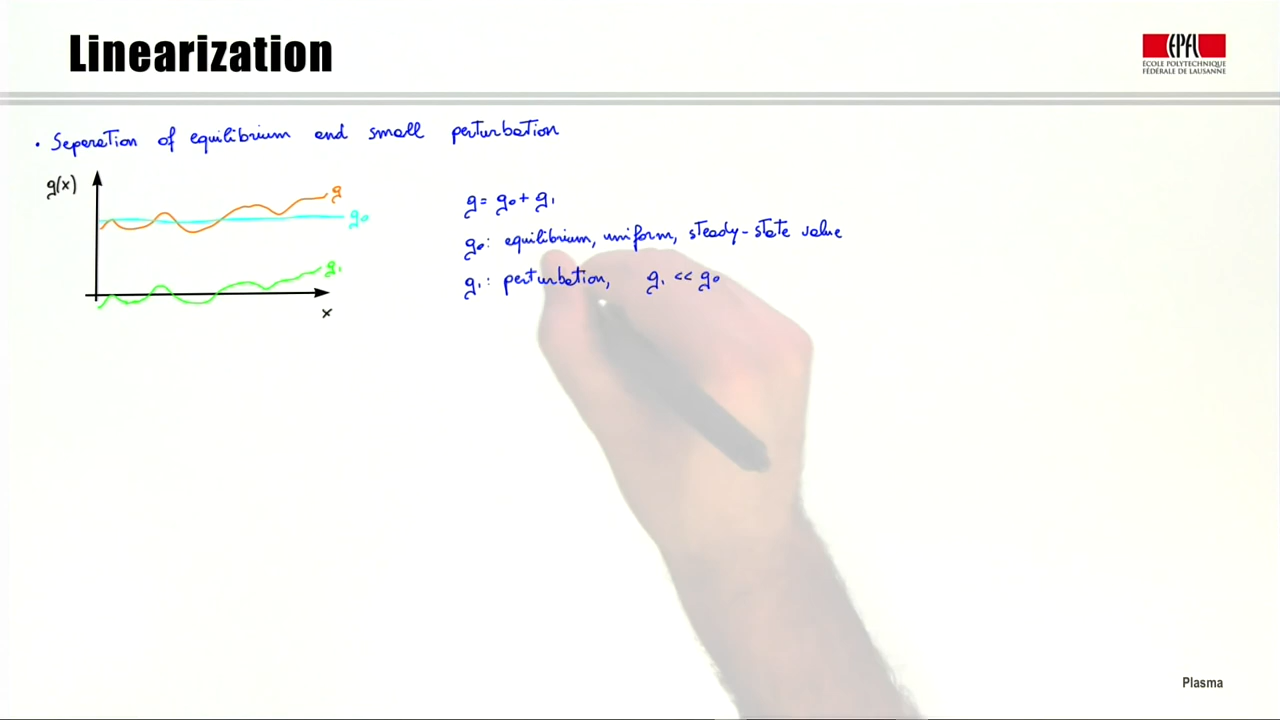 Linearization
EPFL
ÉCOLE POLYTECHNIQUE
FÉDÉRALE DE LAUSANNE
• Seperation of equilibrium and small perturbation
g(x)
g
g₀
g₁
x
g = g₀ + g₁
g₀: equilibrium, uniform, steady-state value
g₁: perturbation, g₁ << g₀
Plasma